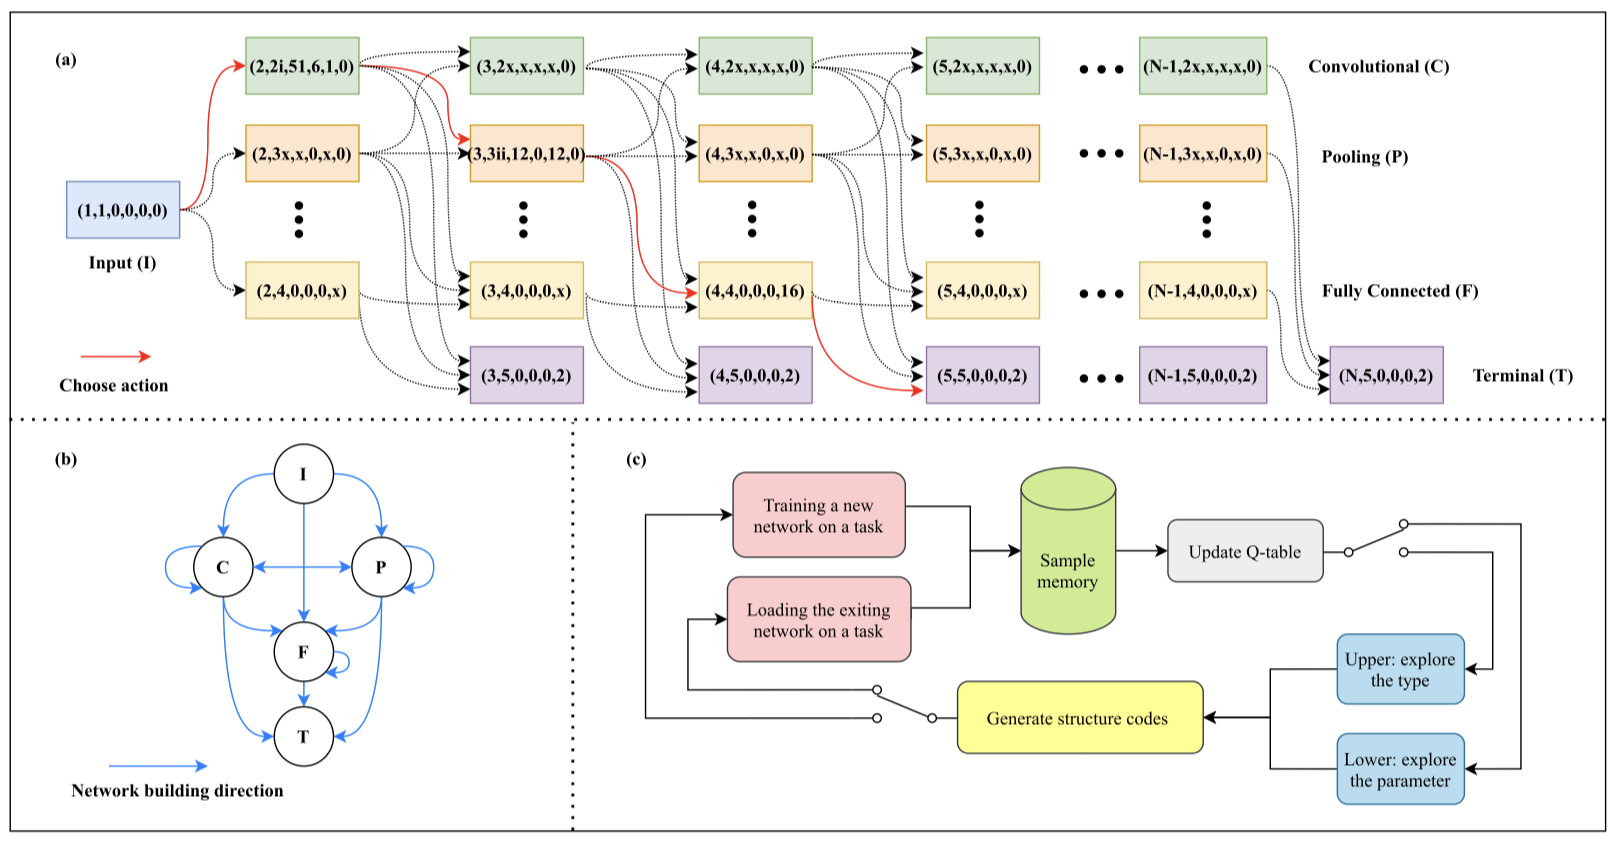 (a)
(2,2i,51,6,1,0) (3,2x,x,x,x,0) (4,2x,x,x,x,0) (5,2x,x,x,x,0) (N-1,2x,x,x,x,0) Convolutional (C)
(2,3x,x,0,x,0) (3,3ii,12,0,12,0) (4,3x,x,0,x,0) (5,3x,x,0,x,0) (N-1,3x,x,0,x,0) Pooling (P)
(1,1,0,0,0,0)
Input (I)
(2,4,0,0,0,x) (3,4,0,0,0,x) (4,4,0,0,0,16) (5,4,0,0,0,x) (N-1,4,0,0,0,x) Fully Connected (F)
(3,5,0,0,0,2) (4,5,0,0,0,2) (5,5,0,0,0,2) (N-1,5,0,0,0,2) (N,5,0,0,0,2) Terminal (T)
Choose action
(b)
I
C P
F
T
Network building direction
(c)
Training a new
network on a task
Loading the exiting
network on a task
Sample
memory
Update Q-table
Upper: explore
the type
Lower: explore
the parameter
Generate structure codes